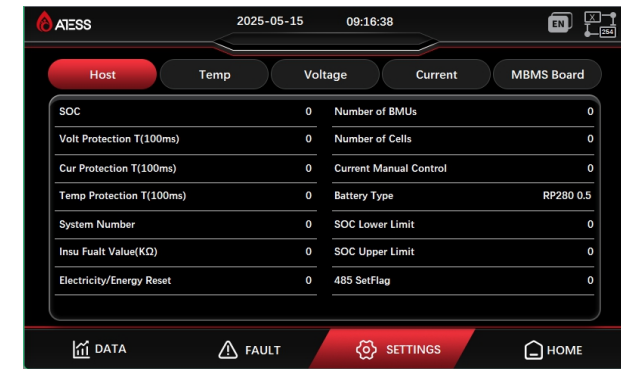 ATESS 2025-05-15 09:16:38 EN X 254
Host Temp Voltage Current MBMS Board
SOC 0 Number of BMUs 0
Volt Protection T(100ms) 0 Number of Cells 0
Cur Protection T(100ms) 0 Current Manual Control 0
Temp Protection T(100ms) 0 Battery Type RP280 0.5
System Number 0 SOC Lower Limit 0
Insu Fualt Value(KΩ) 0 SOC Upper Limit 0
Electricity/Energy Reset 0 485 SetFlag 0
DATA FAULT SETTINGS HOME